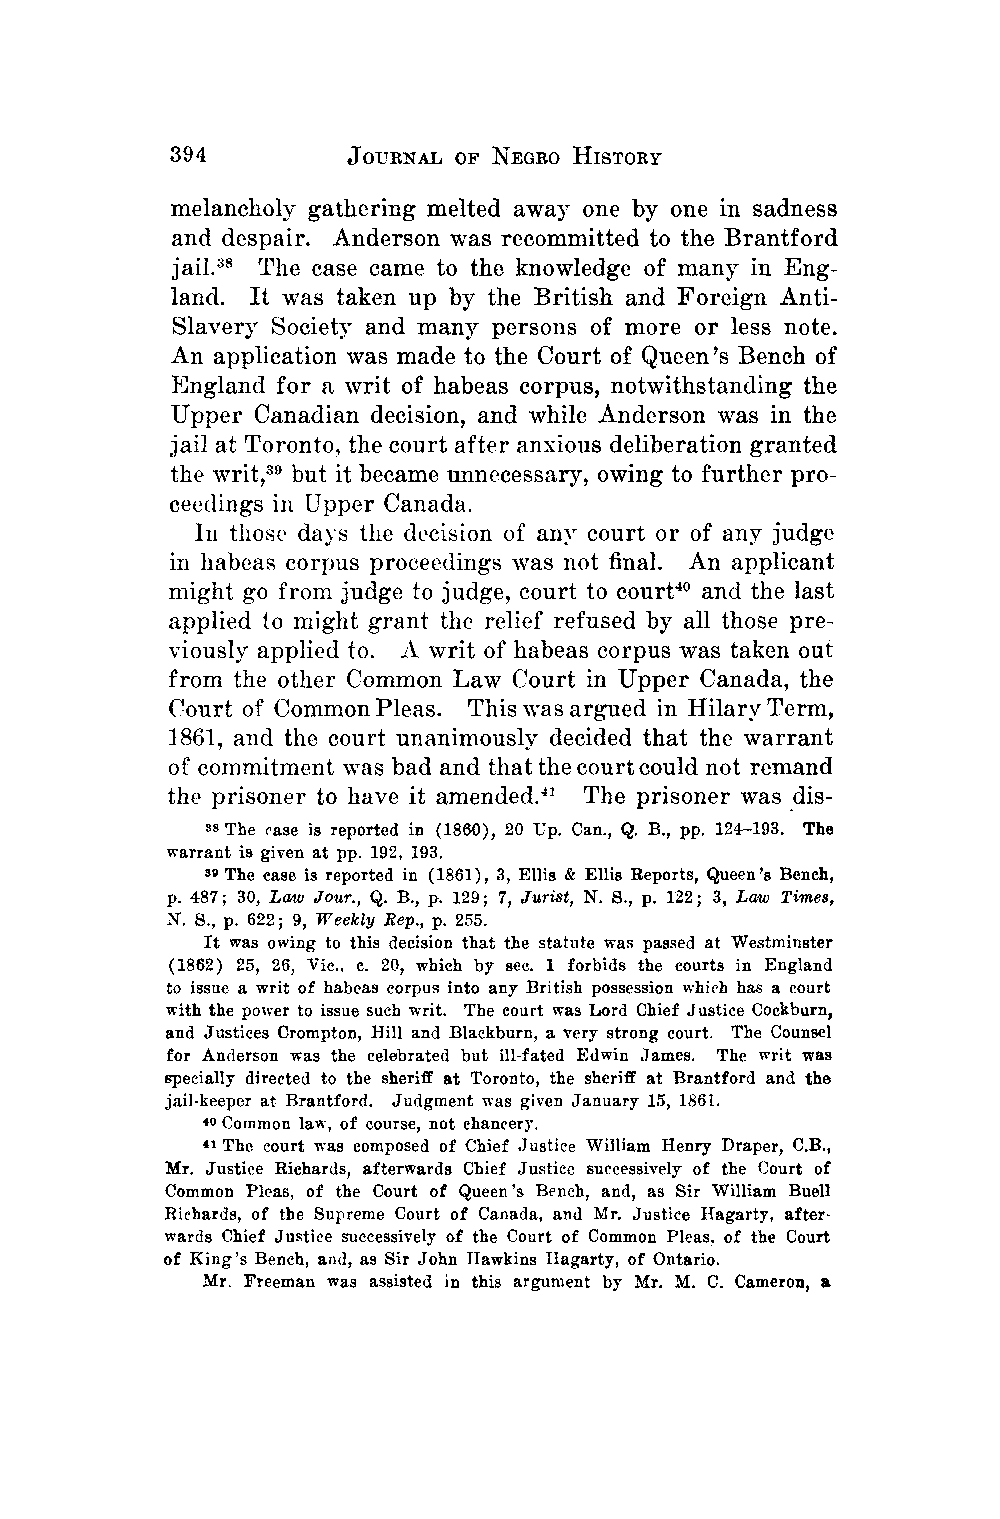 394 JOURNAL OF NEGRO HISTORY
melancholy gathering melted away one by one in sadness
and despair. Anderson was recommitted to the Brantford
jail.³⁸ The case came to the knowledge of many in Eng-
land. It was taken up by the British and Foreign Anti-
Slavery Society and many persons of more or less note.
An application was made to the Court of Queen's Bench of
England for a writ of habeas corpus, notwithstanding the
Upper Canadian decision, and while Anderson was in the
jail at Toronto, the court after anxious deliberation granted
the writ,³⁹ but it became unnecessary, owing to further pro-
ceedings in Upper Canada.
In those days the decision of any court or of any judge
in habeas corpus proceedings was not final. An applicant
might go from judge to judge, court to court⁴⁰ and the last
applied to might grant the relief refused by all those pre-
viously applied to. A writ of habeas corpus was taken out
from the other Common Law Court in Upper Canada, the
Court of Common Pleas. This was argued in Hilary Term,
1861, and the court unanimously decided that the warrant
of commitment was bad and that the court could not remand
the prisoner to have it amended.⁴¹ The prisoner was dis-
³⁸ The case is reported in (1860), 20 Up. Can., Q. B., pp. 124–193. The
warrant is given at pp. 192, 193.
³⁹ The case is reported in (1861), 3, Ellis & Ellis Reports, Queen's Bench,
p. 487; 30, Law Jour., Q. B., p. 129; 7, Jurist, N. S., p. 122; 3, Law Times,
N. S., p. 622; 9, Weekly Rep., p. 255.
It was owing to this decision that the statute was passed at Westminster
(1862) 25, 26, Vic., c. 20, which by sec. 1 forbids the courts in England
to issue a writ of habeas corpus into any British possession which has a court
with the power to issue such writ. The court was Lord Chief Justice Cockburn,
and Justices Crompton, Hill and Blackburn, a very strong court. The Counsel
for Anderson was the celebrated but ill-fated Edwin James. The writ was
specially directed to the sheriff at Toronto, the sheriff at Brantford and the
jail-keeper at Brantford. Judgment was given January 15, 1861.
⁴⁰ Common law, of course, not chancery.
⁴¹ The court was composed of Chief Justice William Henry Draper, C.B.,
Mr. Justice Richards, afterwards Chief Justice successively of the Court of
Common Pleas, of the Court of Queen's Bench, and, as Sir William Buell
Richards, of the Supreme Court of Canada, and Mr. Justice Hagarty, after-
wards Chief Justice successively of the Court of Common Pleas, of the Court
of King's Bench, and, as Sir John Hawkins Hagarty, of Ontario.
Mr. Freeman was assisted in this argument by Mr. M. C. Cameron, a